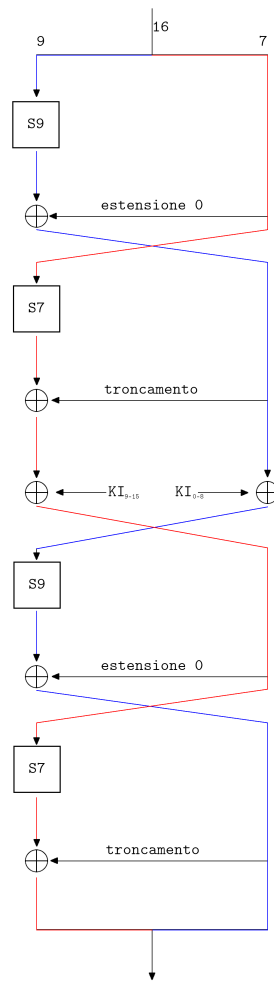 16
9 7
S9
estensione 0
S7
troncamento
KI9-15 KI0-8
S9
estensione 0
S7
troncamento